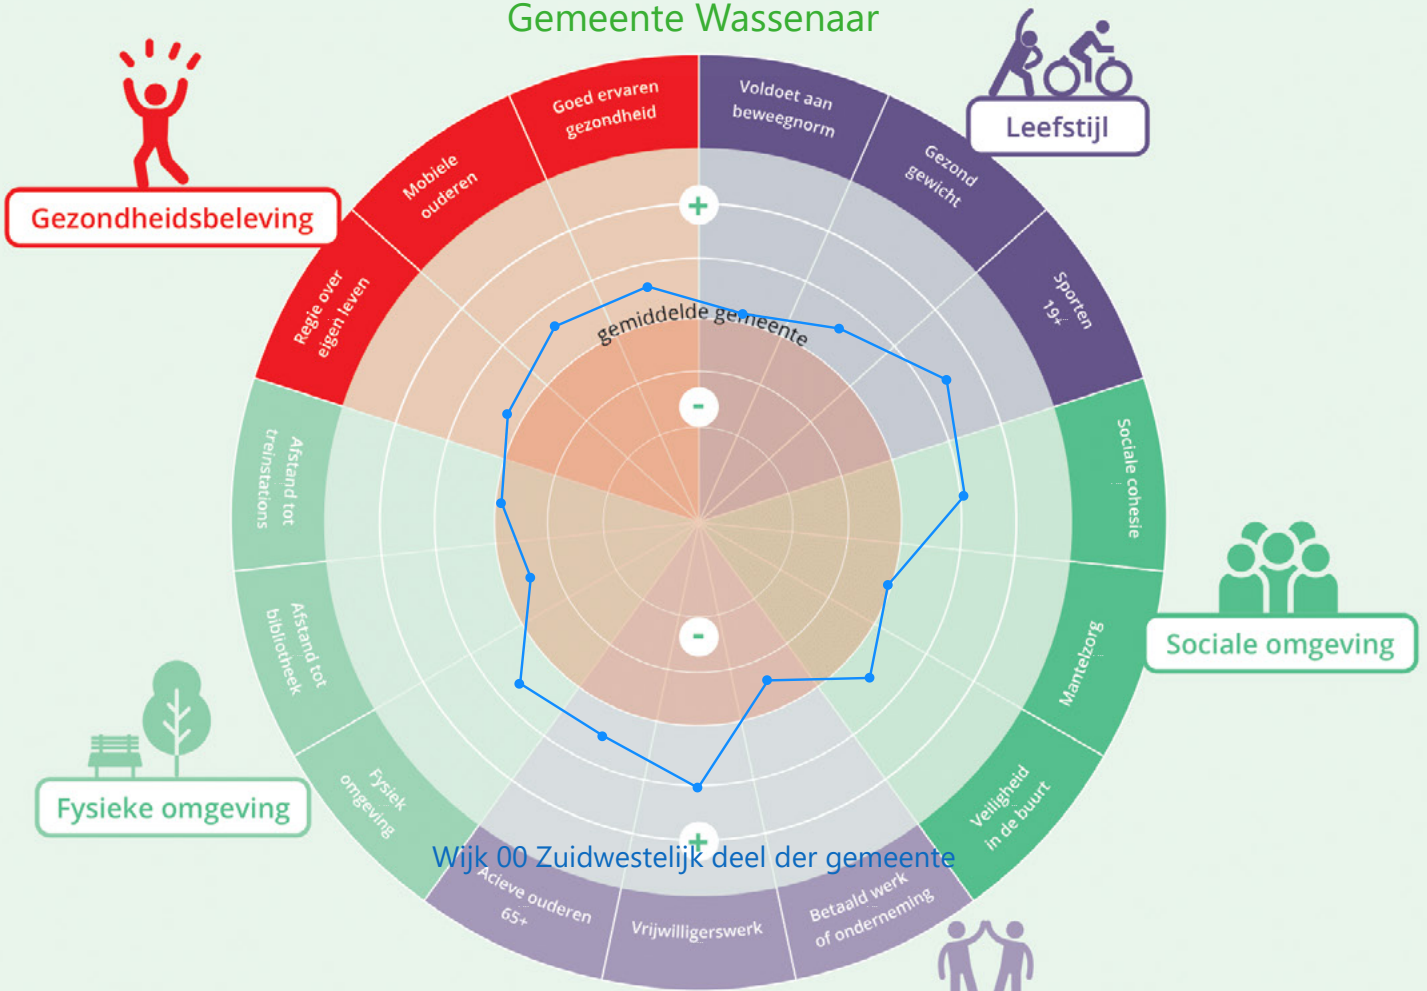 Gemeente Wassenaar
Leefstijl
Gezondheidsbeleving
Goed ervaren
gezondheid
Voldoet aan
beweegnorm
Mobiele
ouderen
Gezond
gewicht
Regie over
eigen leven
Sporten
19+
+
gemiddelde gemeente
-
Afstand tot
treinstations
Sociale cohesie
Afstand tot
bibliotheek
Mantelzorg
Sociale omgeving
-
Fysieke omgeving
Fysiek
omgeving
Veiligheid
in de buurt
+
Wijk 00 Zuidwestelijk deel der gemeente
Acieve ouderen
65+
Vrijwilligerswerk
Betaald werk
of onderneming